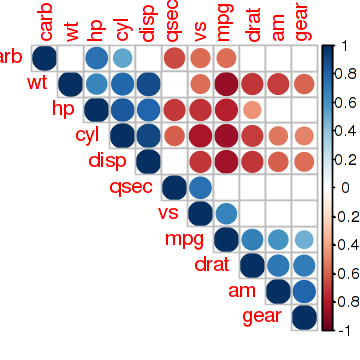 carb wt hp cyl disp qsec vs mpg drat am gear
arb
wt
hp
cyl
disp
qsec
vs
mpg
drat
am
gear
1
0.8
0.6
0.4
0.2
0
-0.2
-0.4
-0.6
-0.8
-1